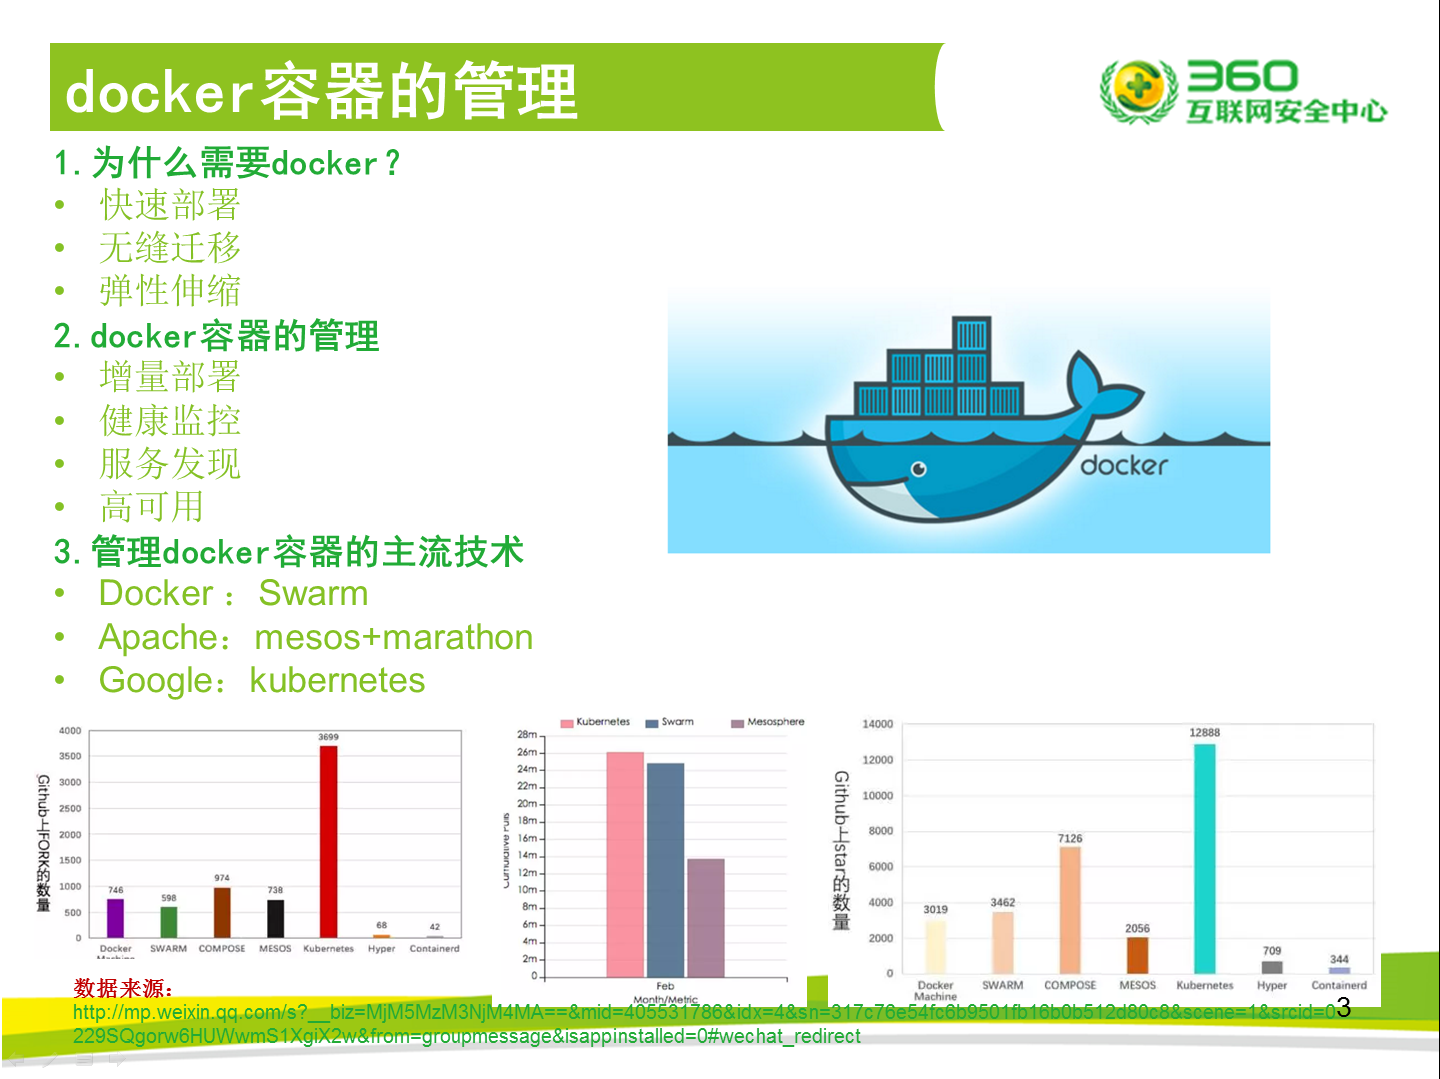 docker容器的管理
360
互联网安全中心
1.为什么需要docker？
• 快速部署
• 无缝迁移
• 弹性伸缩
2.docker容器的管理
• 增量部署
• 健康监控
• 服务发现
• 高可用
3.管理docker容器的主流技术
• Docker ：Swarm
• Apache：mesos+marathon
• Google：kubernetes
docker
Github上FORK的数量
4000
3500
3000
2500
2000
1500
1000
500
0
746
598
974
738
3699
68
42
Docker Machine
SWARM
COMPOSE
MESOS
Kubernetes
Hyper
Containerd
Kubernetes
Swarm
Mesosphere
Cumulative Pulls
28m
26m
24m
22m
20m
18m
16m
14m
12m
10m
8m
6m
4m
2m
0
Feb
Month/Metric
Github上star的数量
14000
12000
10000
8000
6000
4000
2000
0
3019
3462
7126
2056
12888
709
344
Docker Machine
SWARM
COMPOSE
MESOS
Kubernetes
Hyper
Containerd
数据来源：
http://mp.weixin.qq.com/s?__biz=MjM5MzM3NjM4MA==&mid=405531786&idx=4&sn=317c76e54fc6b9501fb16b0b512d80c8&scene=1&srcid=0
229SQgorw6HUWwmS1XgiX2w&from=groupmessage&isappinstalled=0#wechat_redirect
3